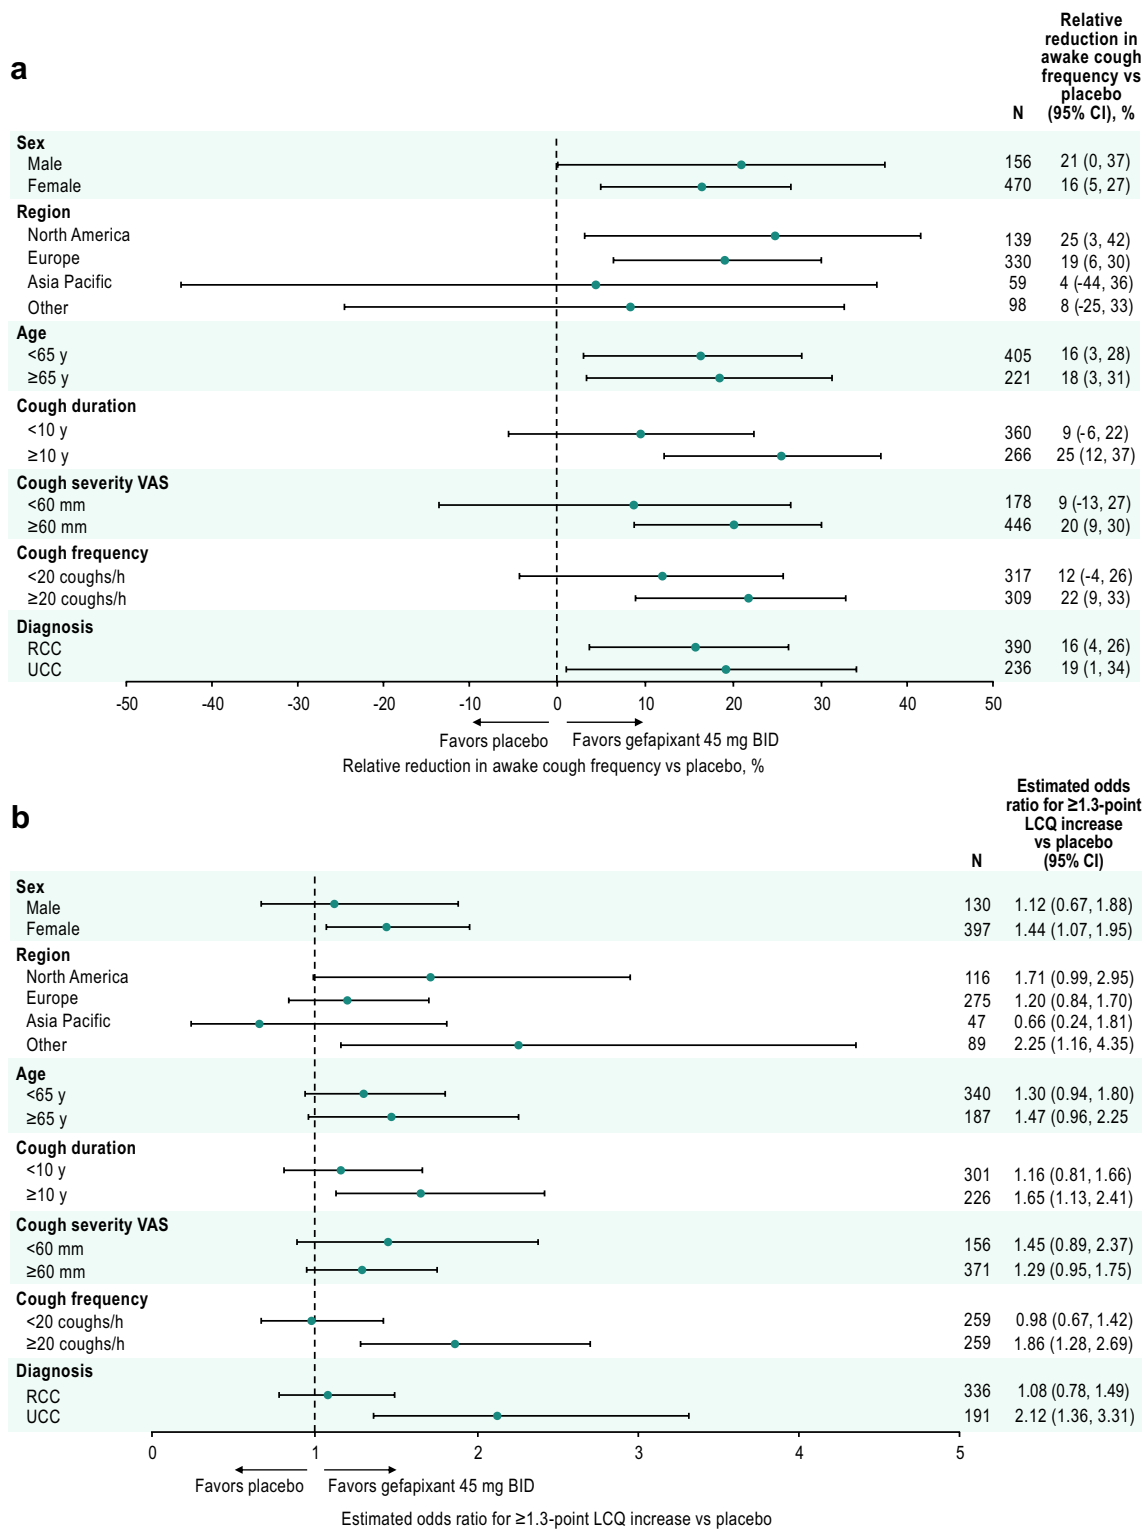 a
Relative
reduction in
awake cough
frequency vs
placebo
N (95% CI), %
Sex
Male 156 21 (0, 37)
Female 470 16 (5, 27)
Region
North America 139 25 (3, 42)
Europe 330 19 (6, 30)
Asia Pacific 59 4 (-44, 36)
Other 98 8 (-25, 33)
Age
<65 y 405 16 (3, 28)
≥65 y 221 18 (3, 31)
Cough duration
<10 y 360 9 (-6, 22)
≥10 y 266 25 (12, 37)
Cough severity VAS
<60 mm 178 9 (-13, 27)
≥60 mm 446 20 (9, 30)
Cough frequency
<20 coughs/h 317 12 (-4, 26)
≥20 coughs/h 309 22 (9, 33)
Diagnosis
RCC 390 16 (4, 26)
UCC 236 19 (1, 34)
-50 -40 -30 -20 -10 0 10 20 30 40 50
Favors placebo Favors gefapixant 45 mg BID
Relative reduction in awake cough frequency vs placebo, %
b
Estimated odds
ratio for ≥1.3-point
LCQ increase
vs placebo
N (95% CI)
Sex
Male 130 1.12 (0.67, 1.88)
Female 397 1.44 (1.07, 1.95)
Region
North America 116 1.71 (0.99, 2.95)
Europe 275 1.20 (0.84, 1.70)
Asia Pacific 47 0.66 (0.24, 1.81)
Other 89 2.25 (1.16, 4.35)
Age
<65 y 340 1.30 (0.94, 1.80)
≥65 y 187 1.47 (0.96, 2.25
Cough duration
<10 y 301 1.16 (0.81, 1.66)
≥10 y 226 1.65 (1.13, 2.41)
Cough severity VAS
<60 mm 156 1.45 (0.89, 2.37)
≥60 mm 371 1.29 (0.95, 1.75)
Cough frequency
<20 coughs/h 259 0.98 (0.67, 1.42)
≥20 coughs/h 259 1.86 (1.28, 2.69)
Diagnosis
RCC 336 1.08 (0.78, 1.49)
UCC 191 2.12 (1.36, 3.31)
0 1 2 3 4 5
Favors placebo Favors gefapixant 45 mg BID
Estimated odds ratio for ≥1.3-point LCQ increase vs placebo